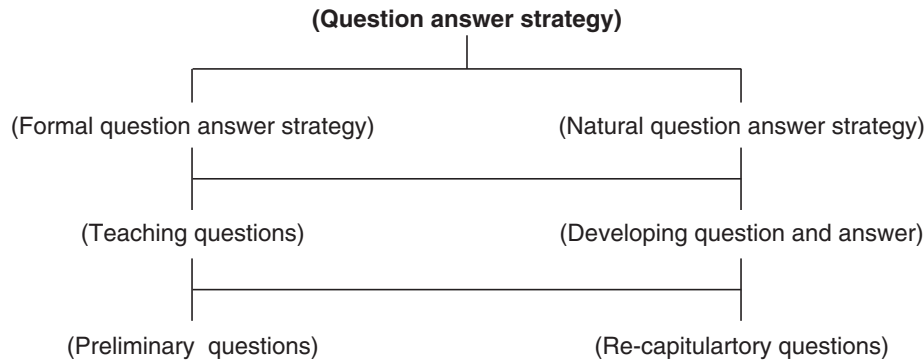 (Question answer strategy)
(Formal question answer strategy) (Natural question answer strategy)
(Teaching questions) (Developing question and answer)
(Preliminary questions) (Re-capitulartory questions)